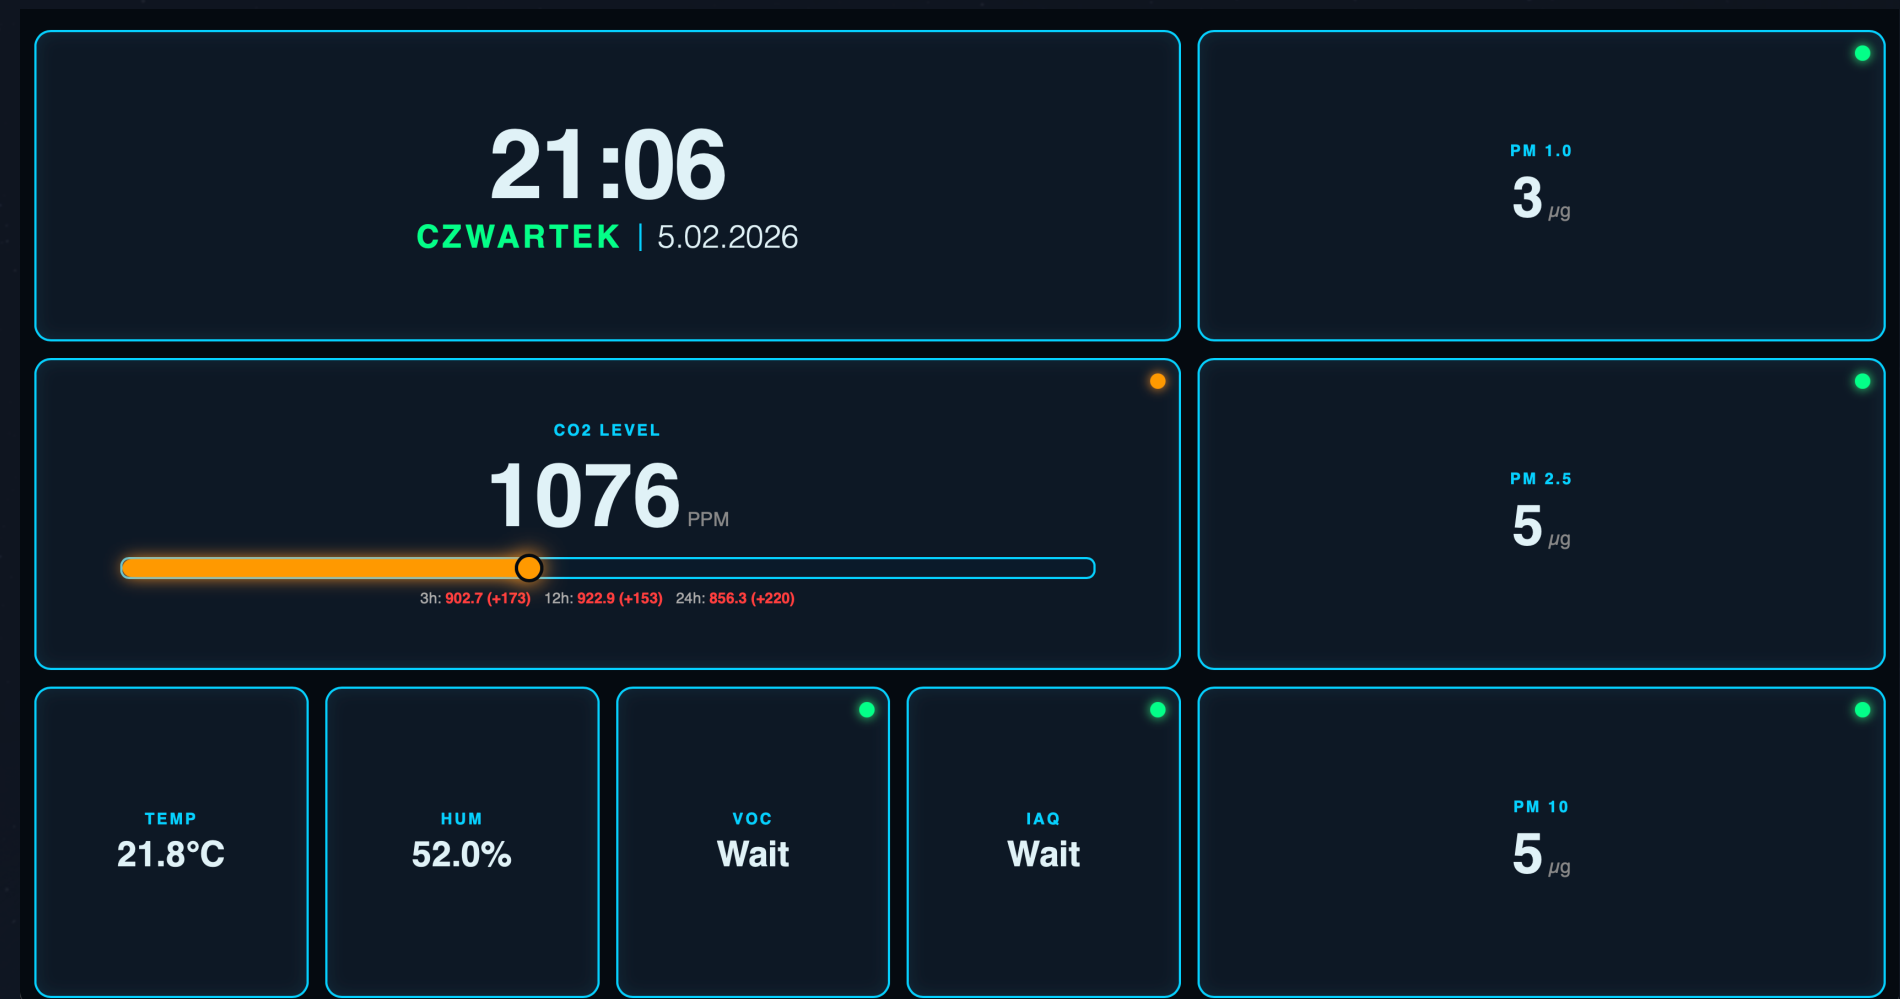 21:06
CZWARTEK | 5.02.2026
PM 1.0
3 µg
CO2 LEVEL
1076 PPM
3h: 902.7 (+173) 12h: 922.9 (+153) 24h: 856.3 (+220)
PM 2.5
5 µg
TEMP
21.8°C
HUM
52.0%
VOC
Wait
IAQ
Wait
PM 10
5 µg